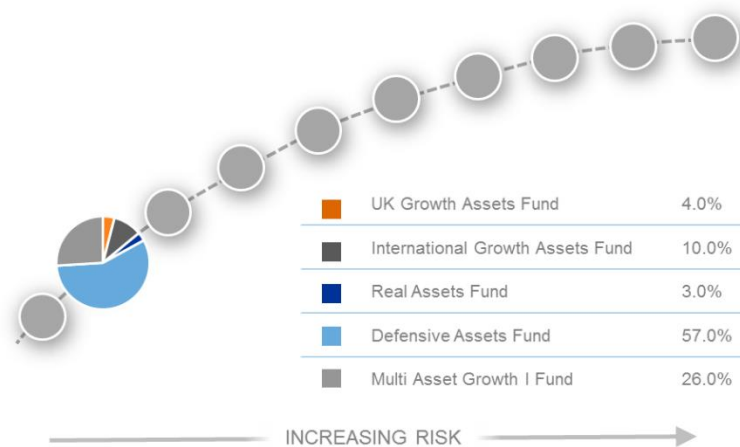 UK Growth Assets Fund 4.0%
International Growth Assets Fund 10.0%
Real Assets Fund 3.0%
Defensive Assets Fund 57.0%
Multi Asset Growth I Fund 26.0%
INCREASING RISK